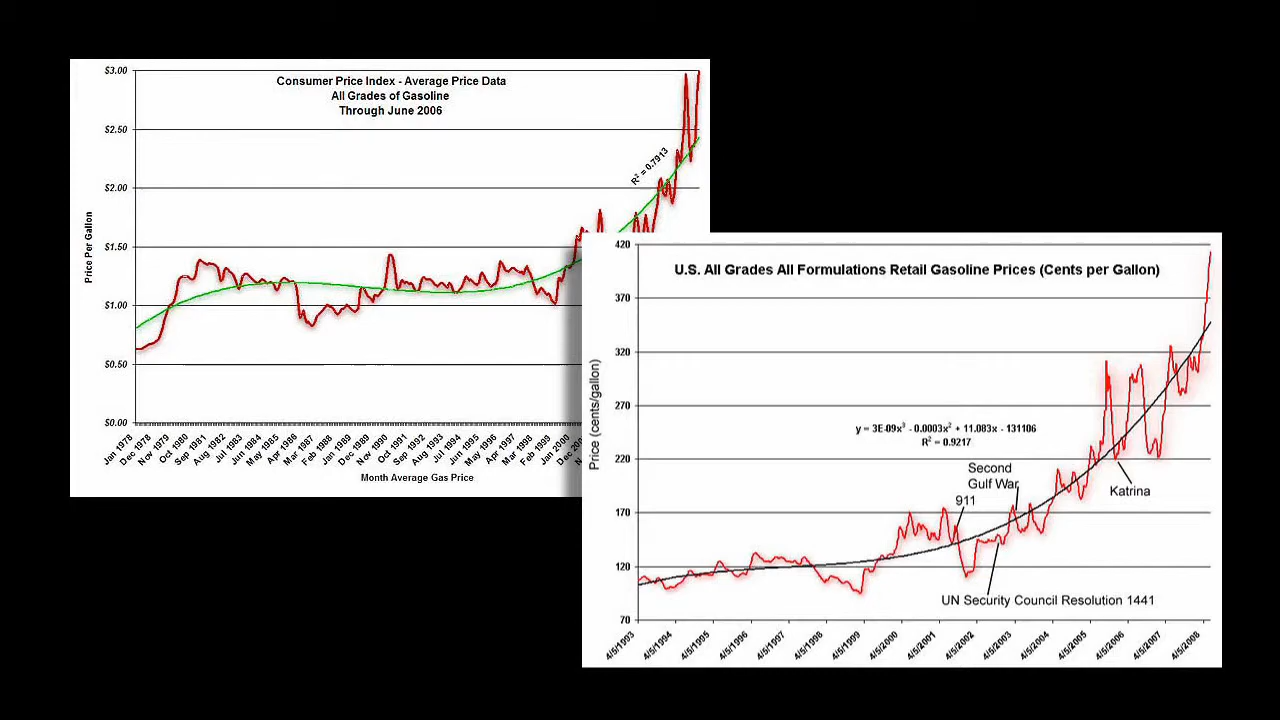 Consumer Price Index - Average Price Data
All Grades of Gasoline
Through June 2006
$3.00
$2.50
$2.00
$1.50
$1.00
$0.50
$0.00
Price Per Gallon
R² = 0.7913
Jan 1978
Dec 1978
Nov 1979
Oct 1980
Sep 1981
Aug 1982
Jul 1983
Jun 1984
May 1985
Apr 1986
Mar 1987
Feb 1988
Jan 1989
Dec 1989
Nov 1990
Oct 1991
Sep 1992
Aug 1993
Jul 1994
Jun 1995
May 1996
Apr 1997
Mar 1998
Feb 1999
Jan 2000
Month Average Gas Price
U.S. All Grades All Formulations Retail Gasoline Prices (Cents per Gallon)
420
370
320
270
220
170
120
70
Price (cents/gallon)
y = 3E-09x³ - 0.0003x² + 11.083x - 131106
R² = 0.9217
Second
Gulf War
911
Katrina
UN Security Council Resolution 1441
4/5/1993
4/5/1994
4/5/1995
4/5/1996
4/5/1997
4/5/1998
4/5/1999
4/5/2000
4/5/2001
4/5/2002
4/5/2003
4/5/2004
4/5/2005
4/5/2006
4/5/2007
4/5/2008